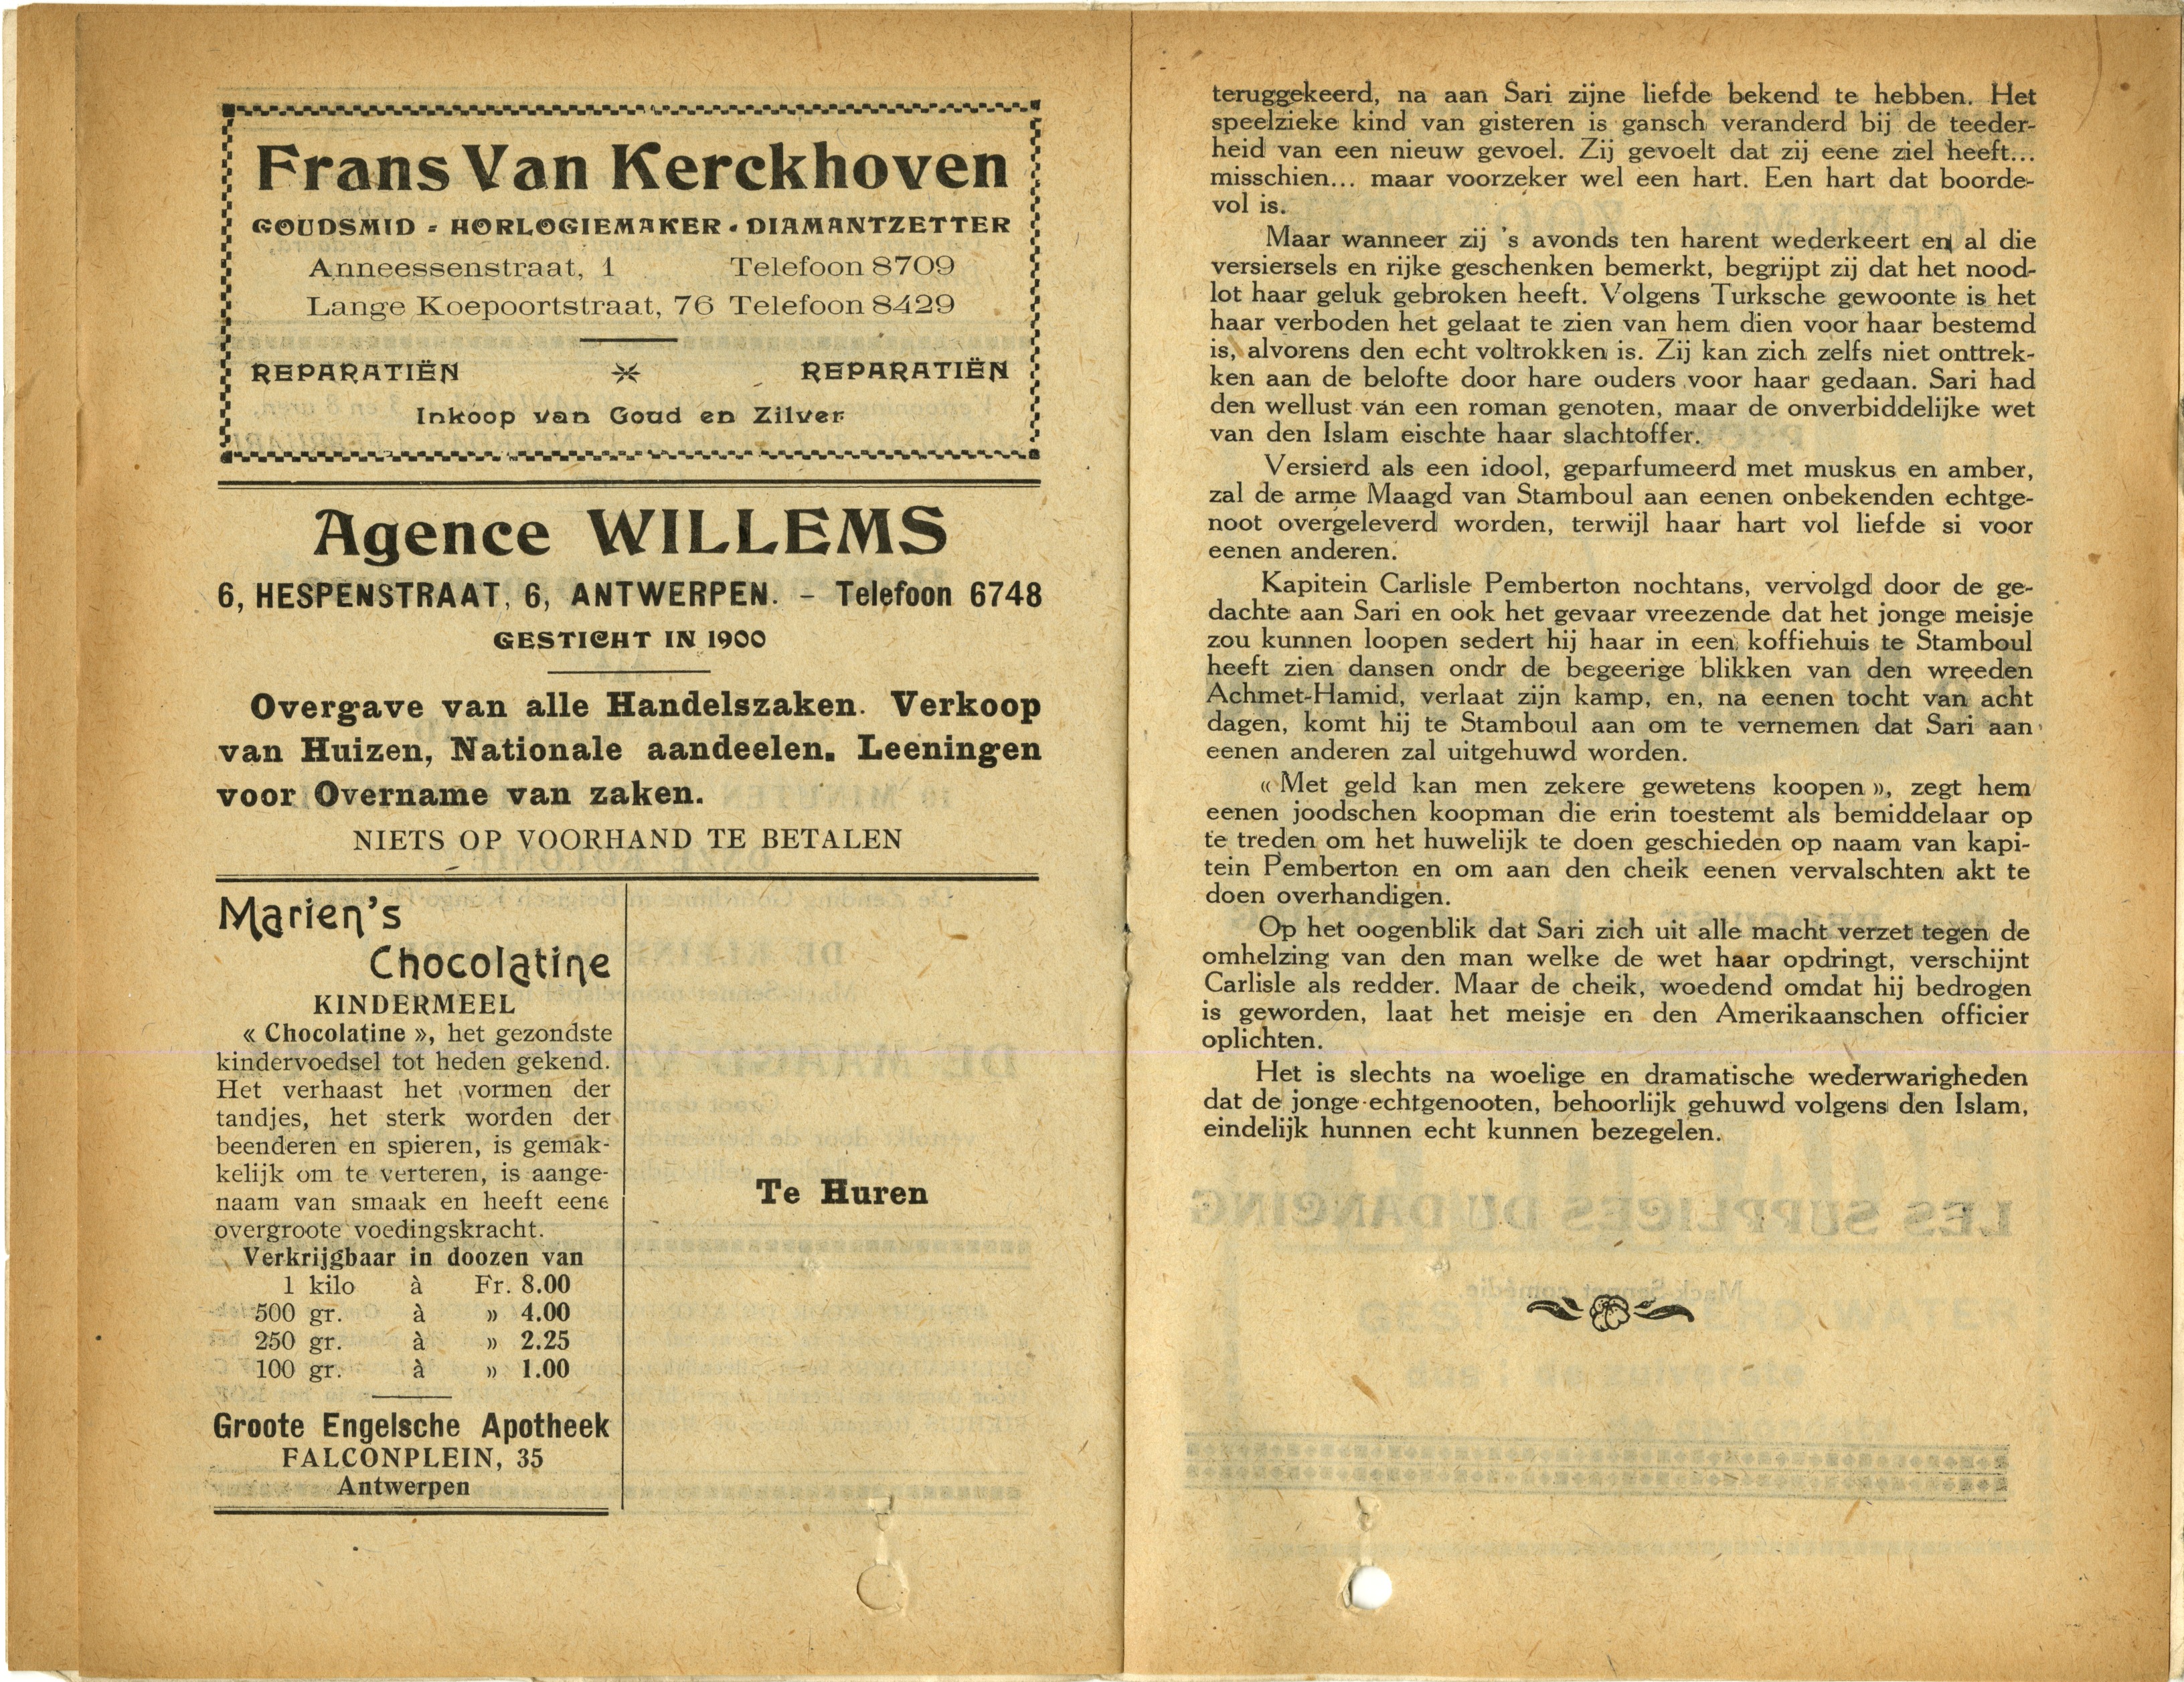 Frans Van Kerckhoven
GOUDSMID - HORLOGIEMAKER - DIAMANTZETTER
Anneessenstraat, 1 Telefoon 8709
Lange Koepoortstraat, 76 Telefoon 8429
REPARATIËN REPARATIËN
Inkoop van Goud en Zilver
Agence WILLEMS
6, HESPENSTRAAT, 6, ANTWERPEN. – Telefoon 6748
GESTICHT IN 1900
Overgave van alle Handelszaken. Verkoop
van Huizen, Nationale aandeelen. Leeningen
voor Overname van zaken.
NIETS OP VOORHAND TE BETALEN
Marien's
Chocolatine
KINDERMEEL
« Chocolatine », het gezondste
kindervoedsel tot heden gekend.
Het verhaast het vormen der
tandjes, het sterk worden der
beenderen en spieren, is gemak-
kelijk om te verteren, is aange-
naam van smaak en heeft eene
overgroote voedingskracht.
Verkrijgbaar in doozen van
1 kilo à Fr. 8.00
500 gr. à » 4.00
250 gr. à » 2.25
100 gr. à » 1.00
Groote Engelsche Apotheek
FALCONPLEIN, 35
Antwerpen
Te Huren
teruggekeerd, na aan Sari zijne liefde bekend te hebben. Het
speelzieke kind van gisteren is gansch veranderd bij de teeder-
heid van een nieuw gevoel. Zij gevoelt dat zij eene ziel heeft...
misschien... maar voorzeker wel een hart. Een hart dat boorde-
vol is.
Maar wanneer zij 's avonds ten harent wederkeert en al die
versiersels en rijke geschenken bemerkt, begrijpt zij dat het nood-
lot haar geluk gebroken heeft. Volgens Turksche gewoonte is het
haar verboden het gelaat te zien van hem dien voor haar bestemd
is, alvorens den echt voltrokken is. Zij kan zich zelfs niet onttrek-
ken aan de belofte door hare ouders voor haar gedaan. Sari had
den wellust van een roman genoten, maar de onverbiddelijke wet
van den Islam eischte haar slachtoffer.
Versierd als een idool, geparfumeerd met muskus en amber,
zal de arme Maagd van Stamboul aan eenen onbekenden echtge-
noot overgeleverd worden, terwijl haar hart vol liefde si voor
eenen anderen.
Kapitein Carlisle Pemberton nochtans, vervolgd door de ge-
dachte aan Sari en ook het gevaar vreezende dat het jonge meisje
zou kunnen loopen sedert hij haar in een koffiehuis te Stamboul
heeft zien dansen ondr de begeerige blikken van den wreeden
Achmet-Hamid, verlaat zijn kamp, en, na eenen tocht van acht
dagen, komt hij te Stamboul aan om te vernemen dat Sari aan
eenen anderen zal uitgehuwd worden.
« Met geld kan men zekere gewetens koopen », zegt hem
eenen joodschen koopman die erin toestemt als bemiddelaar op
te treden om het huwelijk te doen geschieden op naam van kapi-
tein Pemberton en om aan den cheik eenen vervalschten akt te
doen overhandigen.
Op het oogenblik dat Sari zich uit alle macht verzet tegen de
omhelzing van den man welke de wet haar opdringt, verschijnt
Carlisle als redder. Maar de cheik, woedend omdat hij bedrogen
is geworden, laat het meisje en den Amerikaanschen officier
oplichten.
Het is slechts na woelige en dramatische wederwarigheden
dat de jonge echtgenooten, behoorlijk gehuwd volgens den Islam,
eindelijk hunnen echt kunnen bezegelen.